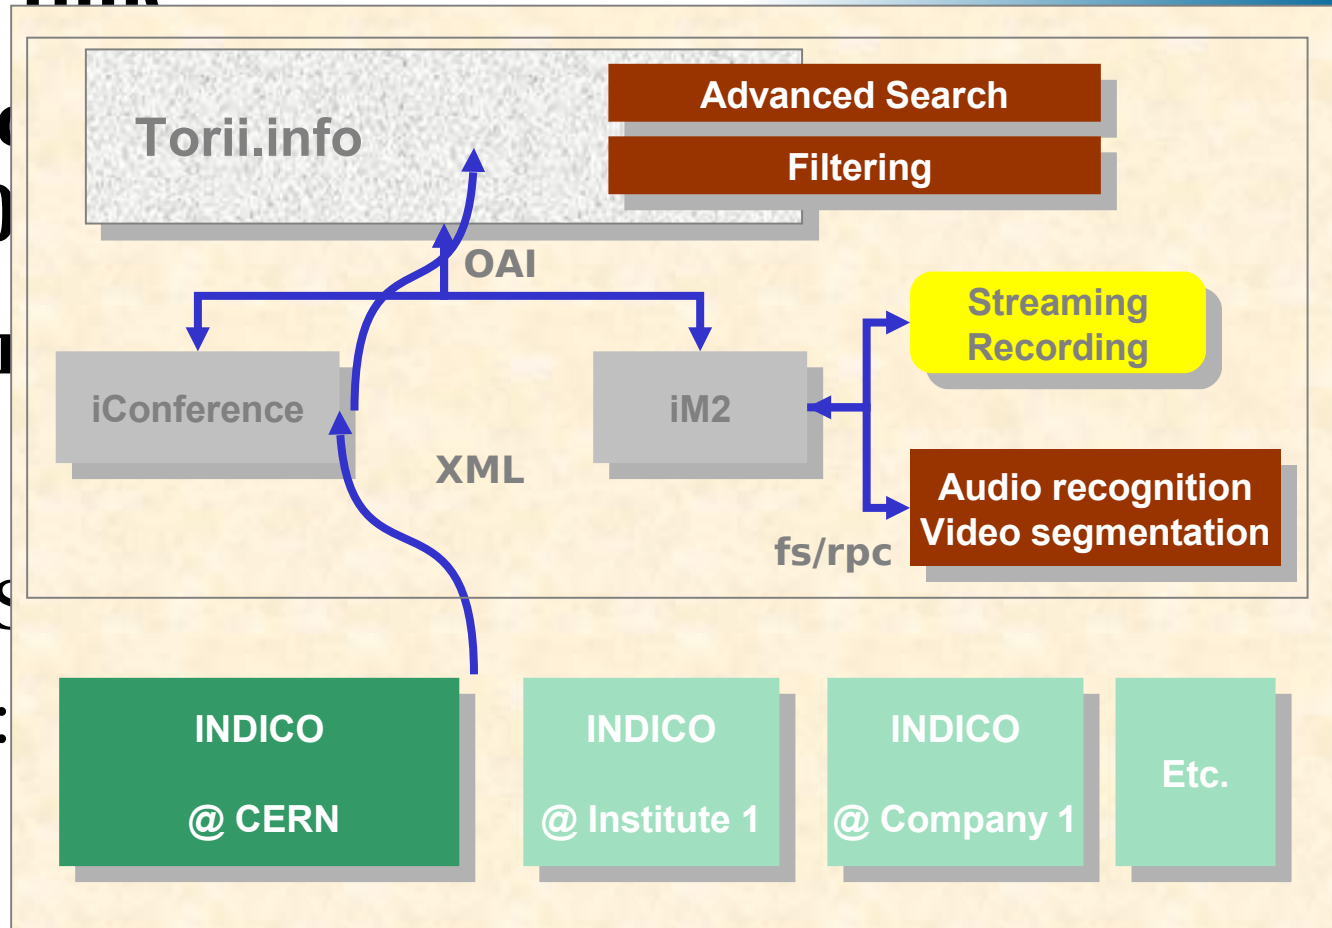 Advanced Search
Torii.info
Filtering
OAI
Streaming
Recording
iConference
iM2
XML
Audio recognition
Video segmentation
fs/rpc
INDICO
@ CERN
INDICO
@ Institute 1
INDICO
@ Company 1
Etc.